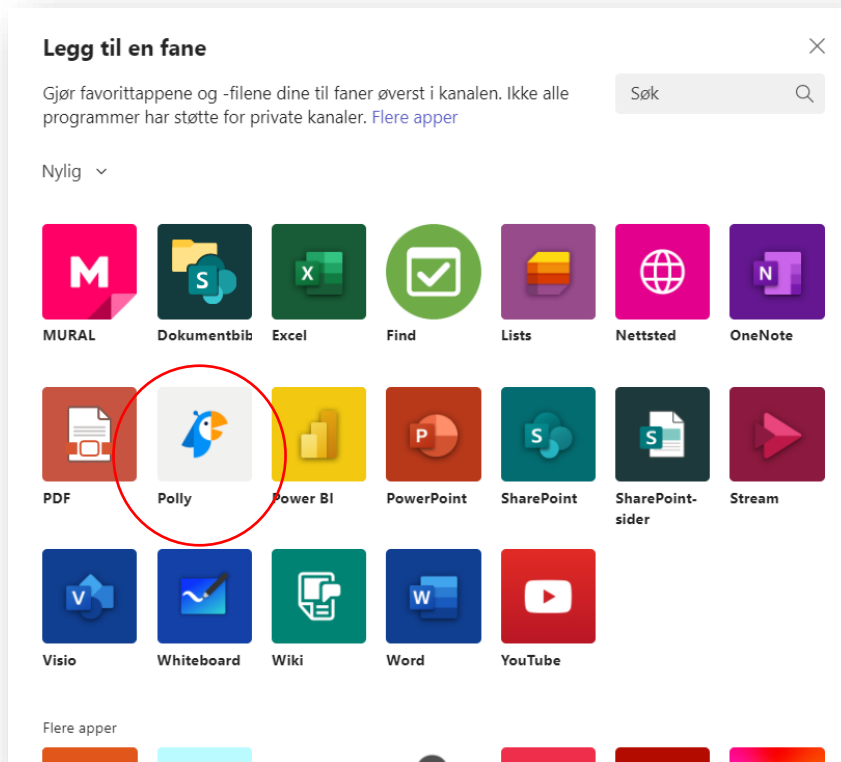 Legg til en fane
Gjør favorittappene og -filene dine til faner øverst i kanalen. Ikke alle
programmer har støtte for private kanaler. Flere apper
Søk
Nylig
M
S
X
N
MURAL
Dokumentbib
Excel
Find
Lists
Nettsted
OneNote
P
S
S
PDF
Polly
Power BI
PowerPoint
SharePoint
SharePoint-
sider
Stream
V
W
Visio
Whiteboard
Wiki
Word
YouTube
Flere apper